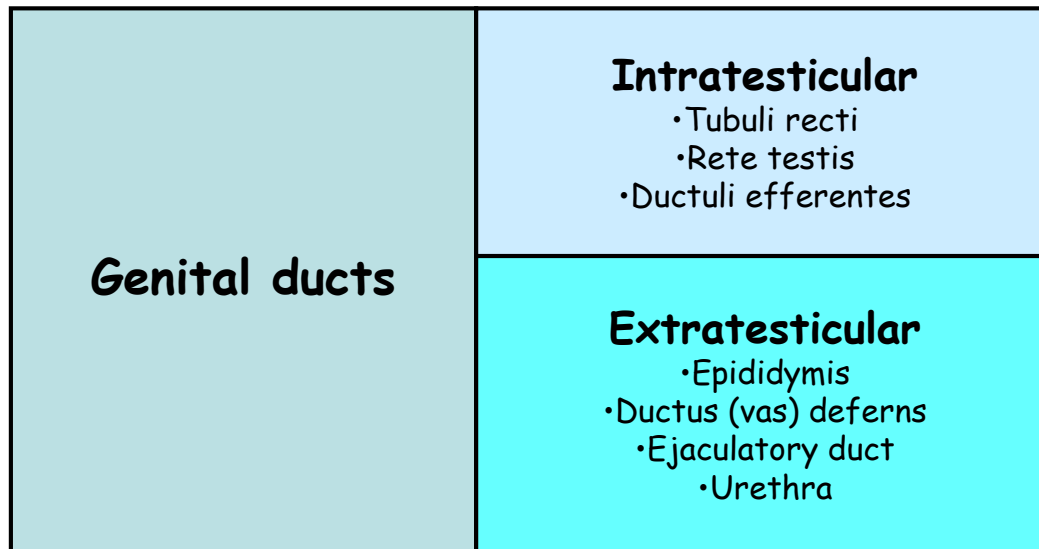 Genital ducts
Intratesticular
•Tubuli recti
•Rete testis
•Ductuli efferentes
Extratesticular
•Epididymis
•Ductus (vas) deferns
•Ejaculatory duct
•Urethra